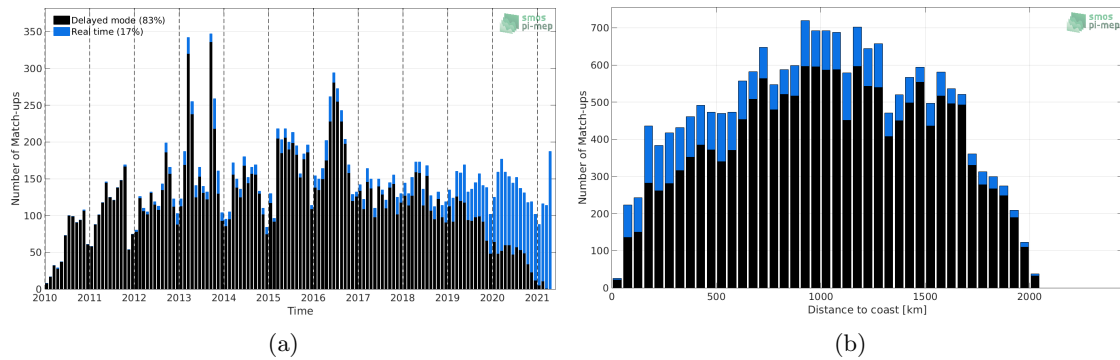 Delayed mode (83%)
Real time (17%)
smos
pi-mep
Number of Match-ups
350
300
250
200
150
100
50
0
2010 2011 2012 2013 2014 2015 2016 2017 2018 2019 2020 2021
Time
(a)
smos
pi-mep
Number of Match-ups
700
600
500
400
300
200
100
0
0 500 1000 1500 2000
Distance to coast [km]
(b)